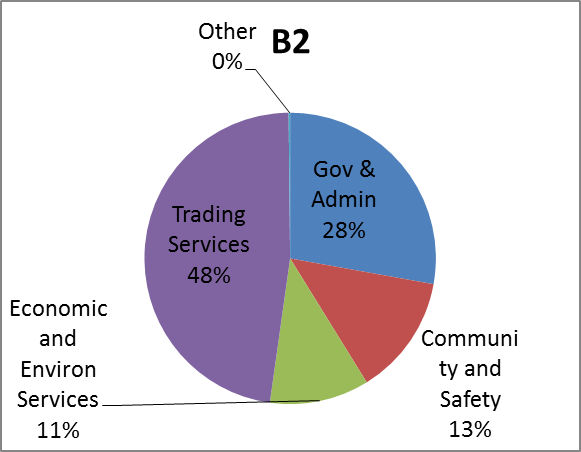 B2
Other
0%
Gov &
Admin
28%
Trading
Services
48%
Economic
and
Environ
Services
11%
Communi
ty and
Safety
13%